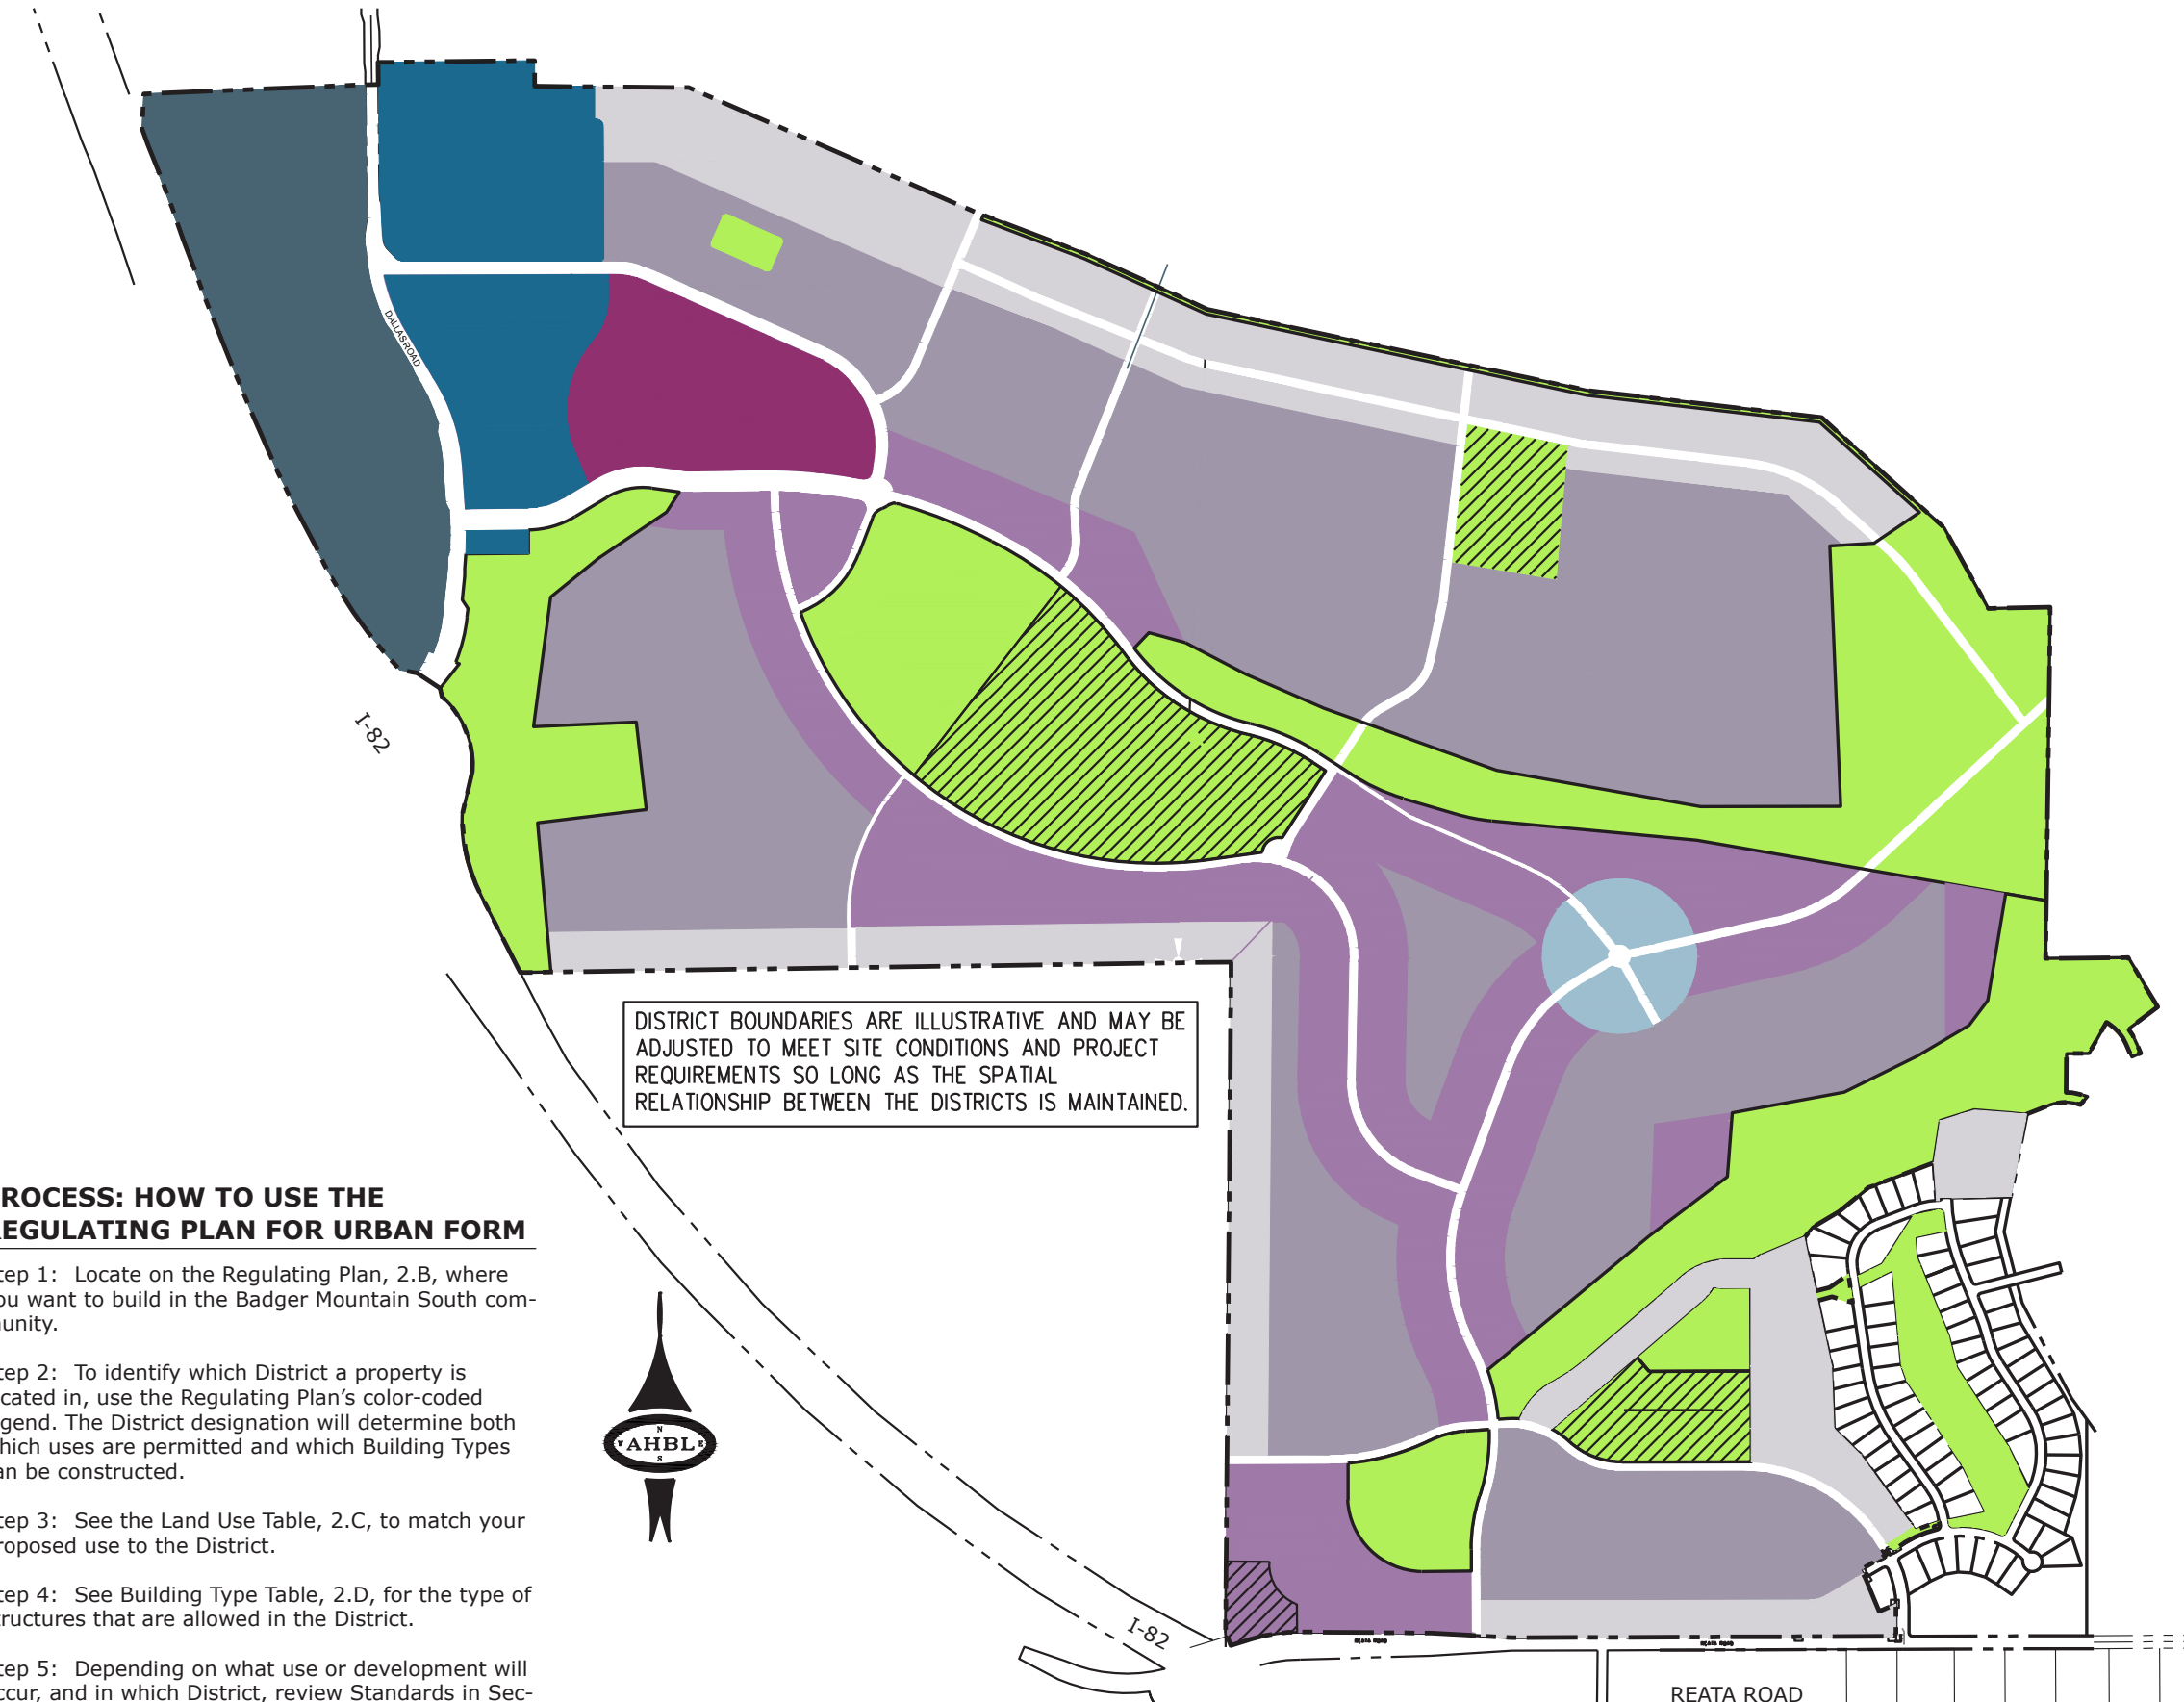 DALLAS ROAD
I-82
DISTRICT BOUNDARIES ARE ILLUSTRATIVE AND MAY BE
ADJUSTED TO MEET SITE CONDITIONS AND PROJECT
REQUIREMENTS SO LONG AS THE SPATIAL
RELATIONSHIP BETWEEN THE DISTRICTS IS MAINTAINED.
ROCESS: HOW TO USE THE
EGULATING PLAN FOR URBAN FORM
tep 1: Locate on the Regulating Plan, 2.B, where
ou want to build in the Badger Mountain South com-
unity.
tep 2: To identify which District a property is
cated in, use the Regulating Plan's color-coded
gend. The District designation will determine both
hich uses are permitted and which Building Types
an be constructed.
tep 3: See the Land Use Table, 2.C, to match your
roposed use to the District.
tep 4: See Building Type Table, 2.D, for the type of
tructures that are allowed in the District.
tep 5: Depending on what use or development will
ccur, and in which District, review Standards in Sec-
N
W AHBL E
S
I-82
REATA ROAD